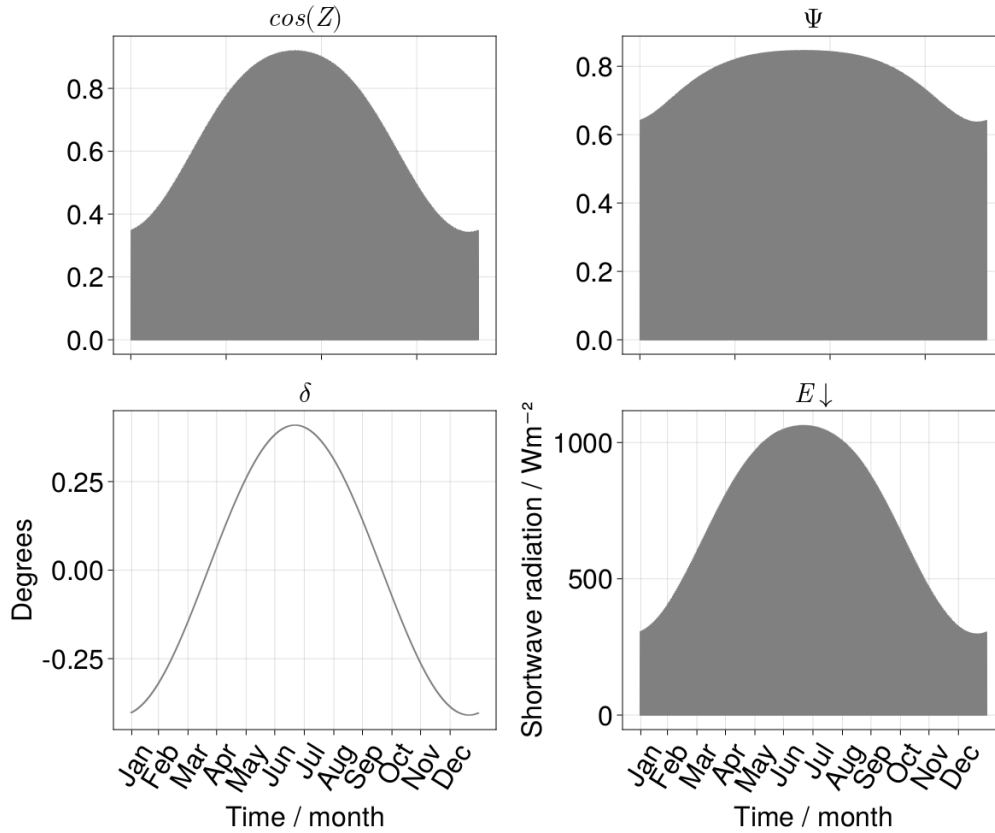 cos(Z)
0.8
0.6
0.4
0.2
0.0
Ψ
0.8
0.6
0.4
0.2
0.0
δ
Degrees
0.25
0.00
-0.25
Jan
Feb
Mar
Apr
May
Jun
Jul
Aug
Sep
Oct
Nov
Dec
Time / month
E↓
Shortwave radiation / Wm⁻²
1000
500
0
Jan
Feb
Mar
Apr
May
Jun
Jul
Aug
Sep
Oct
Nov
Dec
Time / month